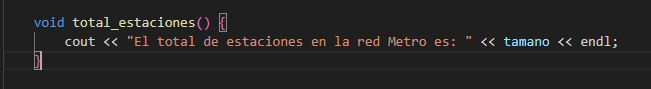 void total_estaciones() {
cout << "El total de estaciones en la red Metro es: " << tamano << endl;
}